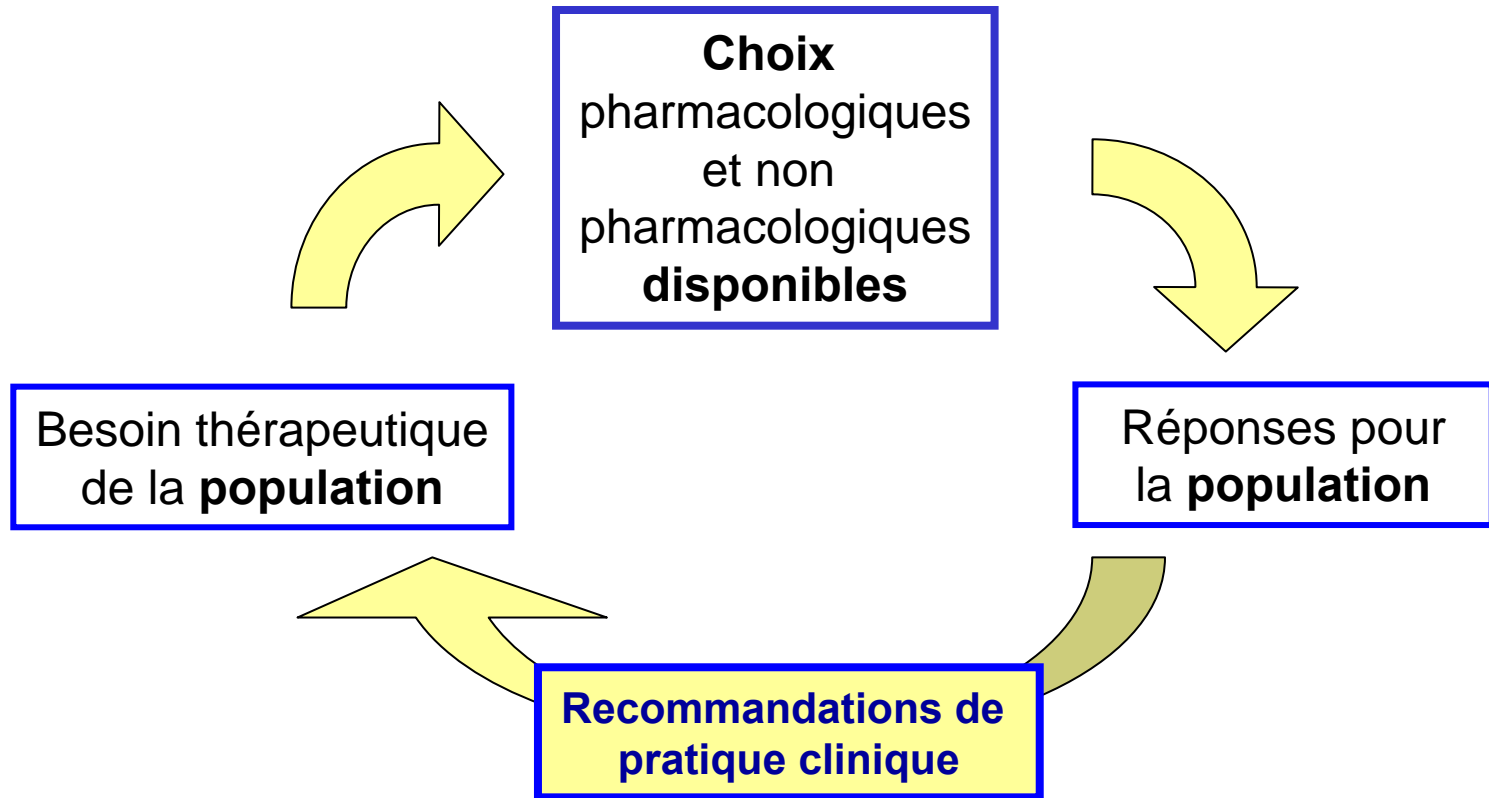 Choix
pharmacologiques
et non
pharmacologiques
disponibles
Besoin thérapeutique
de la population
Réponses pour
la population
Recommandations de
pratique clinique